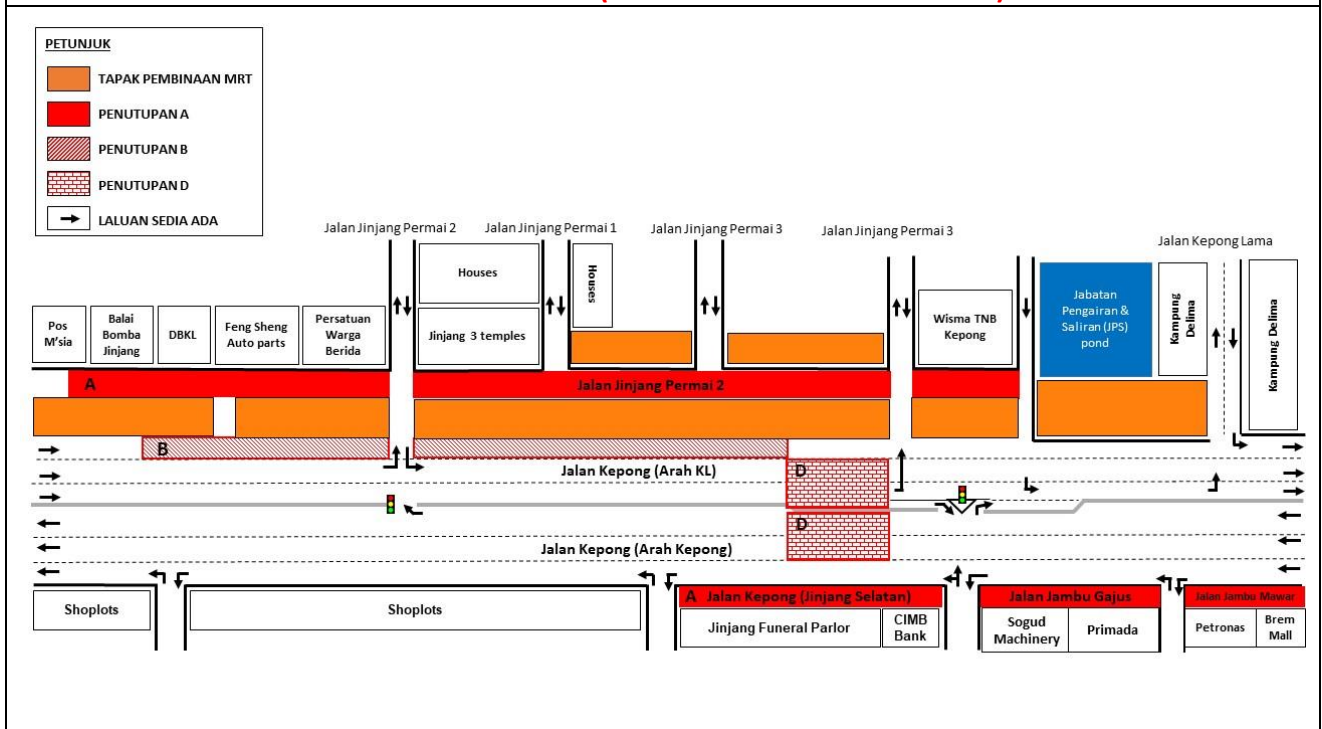 PETUNJUK
TAPAK PEMBINAAN MRT
PENUTUPAN A
PENUTUPAN B
PENUTUPAN D
LALUAN SEDIA ADA
Jalan Jinjang Permai 2
Jalan Jinjang Permai 1
Jalan Jinjang Permai 3
Jalan Jinjang Permai 3
Jalan Kepong Lama
Pos
M'sia
Balai
Bomba
Jinjang
DBKL
Feng Sheng
Auto parts
Persatuan
Warga
Berida
Houses
Jinjang 3 temples
Houses
Wisma TNB
Kepong
Jabatan
Pengairan &
Saliran (JPS)
pond
Kampung
Delima
Kampung Delima
A
Jalan Jinjang Permai 2
B
Jalan Kepong (Arah KL)
D
D
Jalan Kepong (Arah Kepong)
Shoplots
Shoplots
A Jalan Kepong (Jinjang Selatan)
Jinjang Funeral Parlor
CIMB
Bank
Jalan Jambu Gajus
Sogud
Machinery
Primada
Jalan Jambu Mawar
Petronas
Brem
Mall